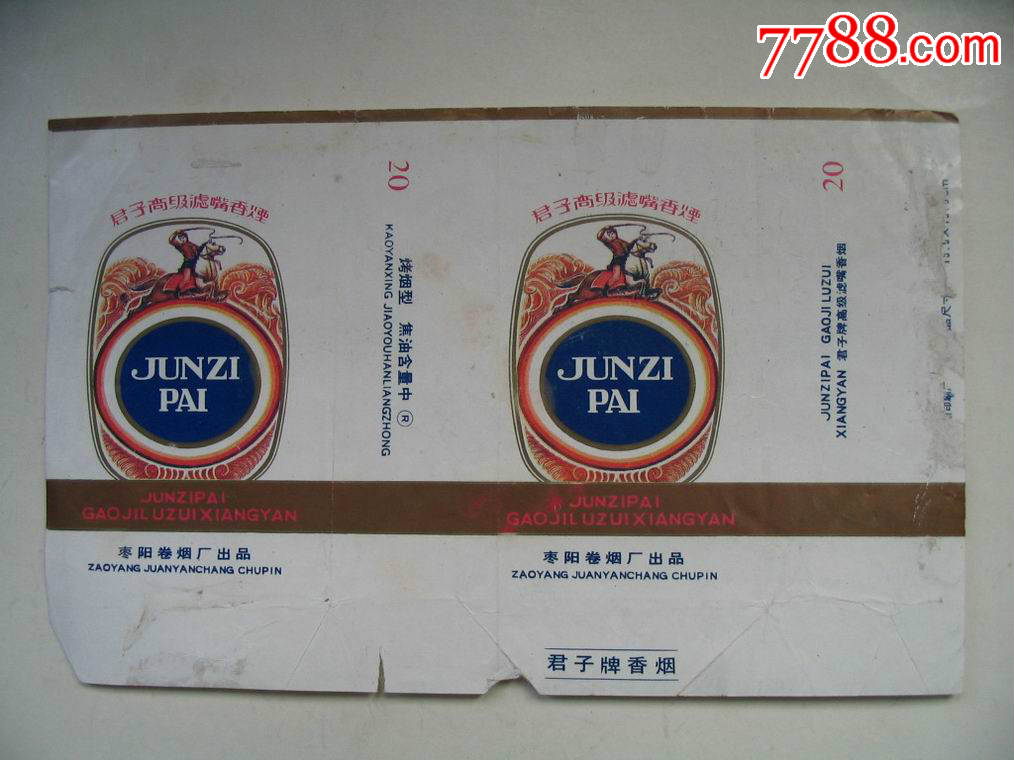 7788.com
君子高级滤嘴香烟
JUNZI
PAI
20
烤烟型 焦油含量中 R
KAOYANXING JIAOYOUHANLIANGZHONG
JUNZIPAI
GAOJILUZUIXIANGYAN
枣阳卷烟厂出品
ZAOYANG JUANYANCHANG CHUPIN
君子高级滤嘴香烟
JUNZI
PAI
20
JUNZIPAI GAOJILUZUI
XIANGYAN 君子牌高级滤嘴香烟
JUNZIPAI
GAOJILUZUIXIANGYAN
枣阳卷烟厂出品
ZAOYANG JUANYANCHANG CHUPIN
君子牌香烟